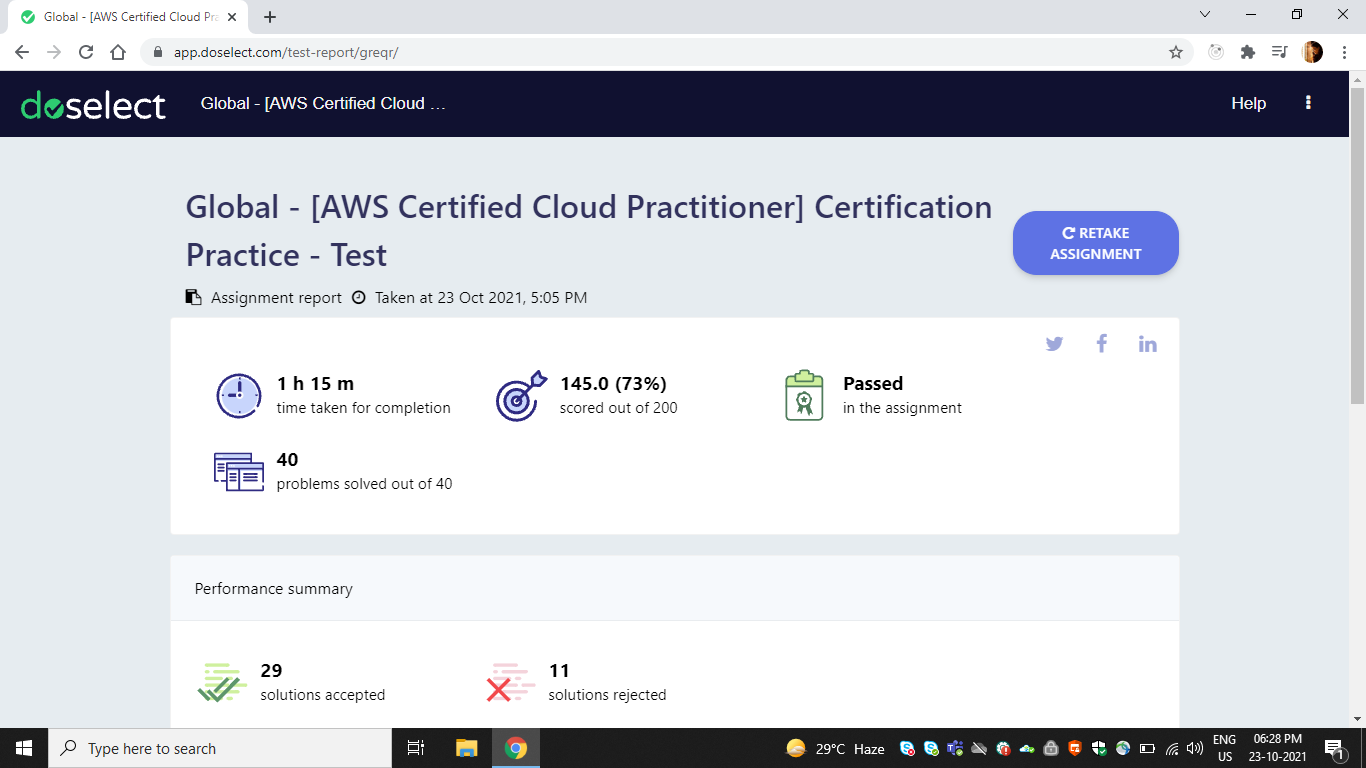 Global - [AWS Certified Cloud Pra
app.doselect.com/test-report/greqr/
doselect
Global - [AWS Certified Cloud ...
Help
Global - [AWS Certified Cloud Practitioner] Certification
Practice - Test
RETAKE
ASSIGNMENT
Assignment report
Taken at 23 Oct 2021, 5:05 PM
1 h 15 m
time taken for completion
145.0 (73%)
scored out of 200
Passed
in the assignment
40
problems solved out of 40
Performance summary
29
solutions accepted
11
solutions rejected
Type here to search
29°C Haze
ENG
US
06:28 PM
23-10-2021
1